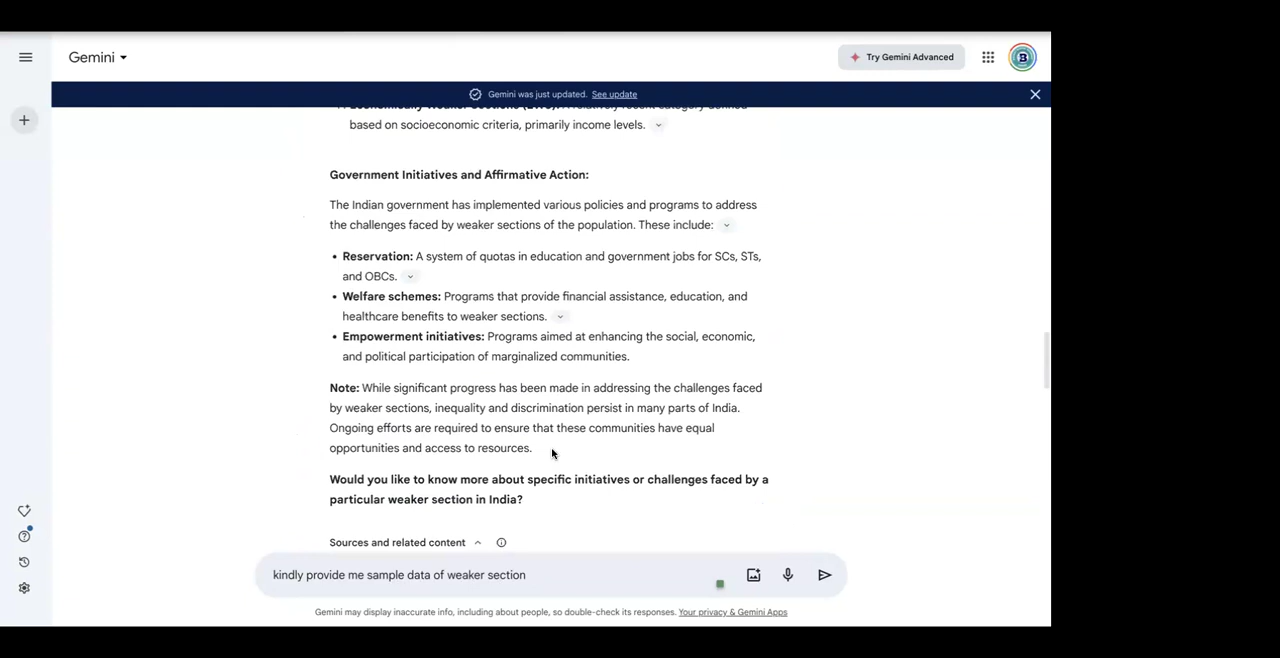 Gemini
Try Gemini Advanced
B
Gemini was just updated. See update
Economically Weaker Sections (EWS): A relatively recent category defined
based on socioeconomic criteria, primarily income levels.
Government Initiatives and Affirmative Action:
The Indian government has implemented various policies and programs to address
the challenges faced by weaker sections of the population. These include:
• Reservation: A system of quotas in education and government jobs for SCs, STs,
and OBCs.
• Welfare schemes: Programs that provide financial assistance, education, and
healthcare benefits to weaker sections.
• Empowerment initiatives: Programs aimed at enhancing the social, economic,
and political participation of marginalized communities.
Note: While significant progress has been made in addressing the challenges faced
by weaker sections, inequality and discrimination persist in many parts of India.
Ongoing efforts are required to ensure that these communities have equal
opportunities and access to resources.
Would you like to know more about specific initiatives or challenges faced by a
particular weaker section in India?
Sources and related content
kindly provide me sample data of weaker section
Gemini may display inaccurate info, including about people, so double-check its responses. Your privacy & Gemini Apps